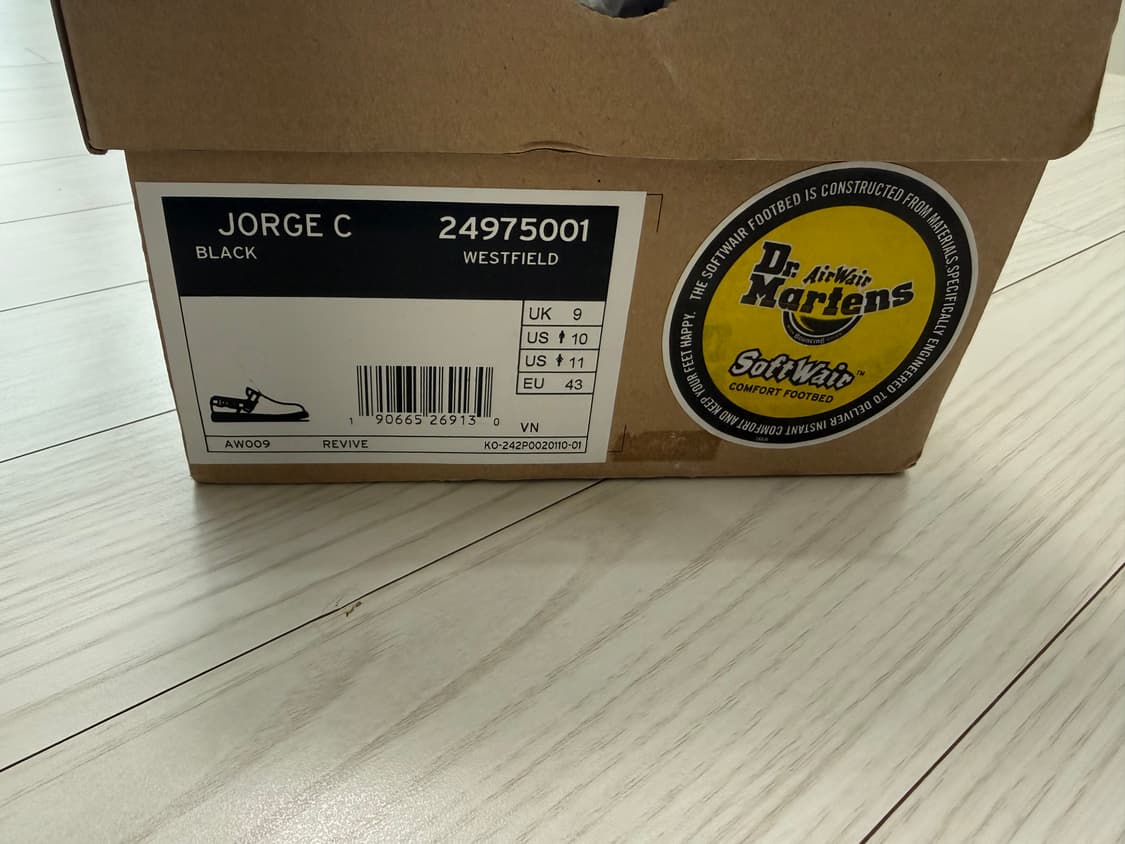 JORGE C 24975001
BLACK WESTFIELD
UK 9
US 10
US 11
EU 43
1 90665 26913 0
VN
AW009 REVIVE KO-242P0020110-01
THE SOFTWAIR FOOTBED IS CONSTRUCTED FROM MATERIALS SPECIFICALLY ENGINEERED TO DELIVER INSTANT COMFORT AND KEEP YOUR FEET HAPPY.
Dr. AirWair
Martens
Bouncing
SoftWair™
COMFORT FOOTBED